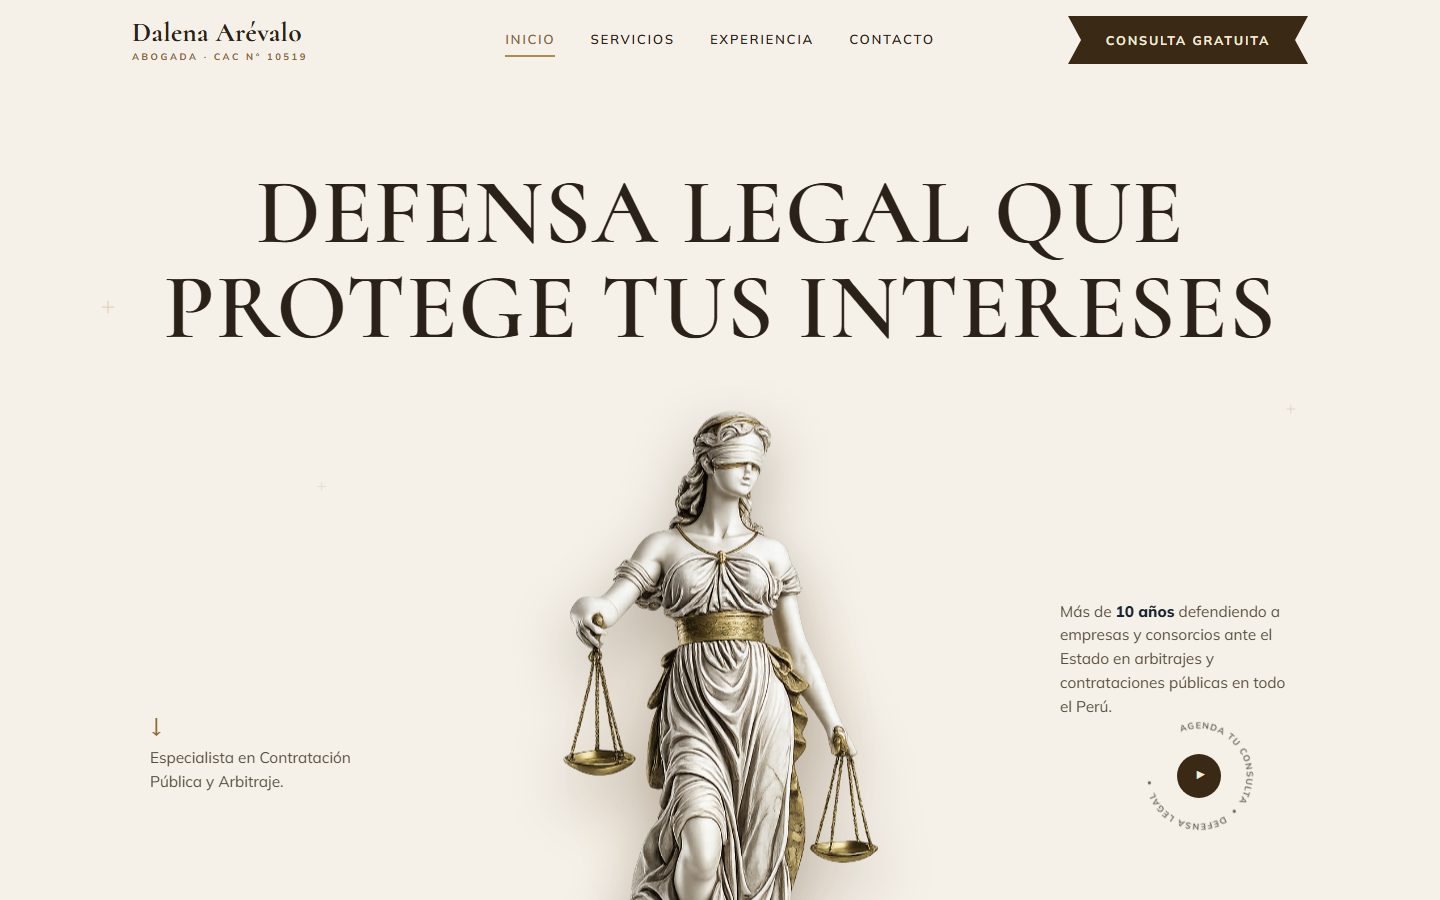 Dalena Arévalo
ABOGADA · CAC N° 10519
INICIO
SERVICIOS
EXPERIENCIA
CONTACTO
CONSULTA GRATUITA
DEFENSA LEGAL QUE
PROTEGE TUS INTERESES
Más de 10 años defendiendo a
empresas y consorcios ante el
Estado en arbitrajes y
contrataciones públicas en todo
el Perú.
Especialista en Contratación
Pública y Arbitraje.
AGENDA TU CONSULTA • DEFENSA LEGAL •